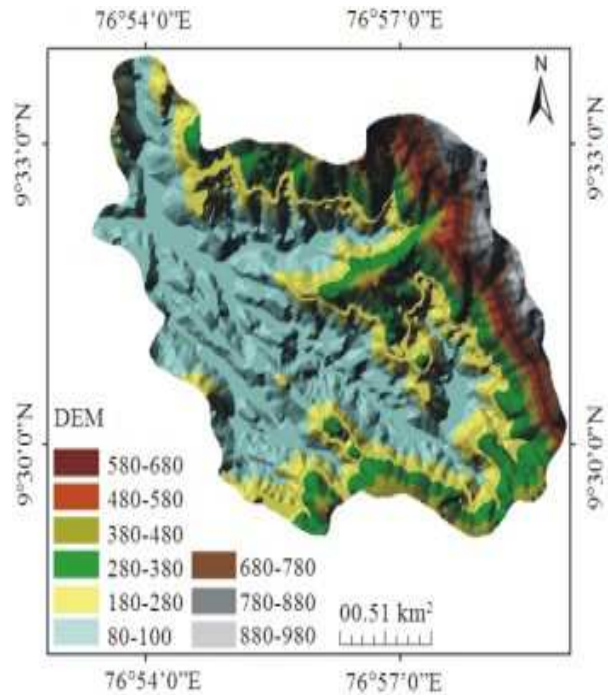 76°54'0"E 76°57'0"E
N
9°33'0"N 9°33'0"N
9°30'0"N 9°30'0"N
DEM
580-680
480-580
380-480
280-380 680-780
180-280 780-880
80-100 880-980
00.51 km²
76°54'0"E 76°57'0"E